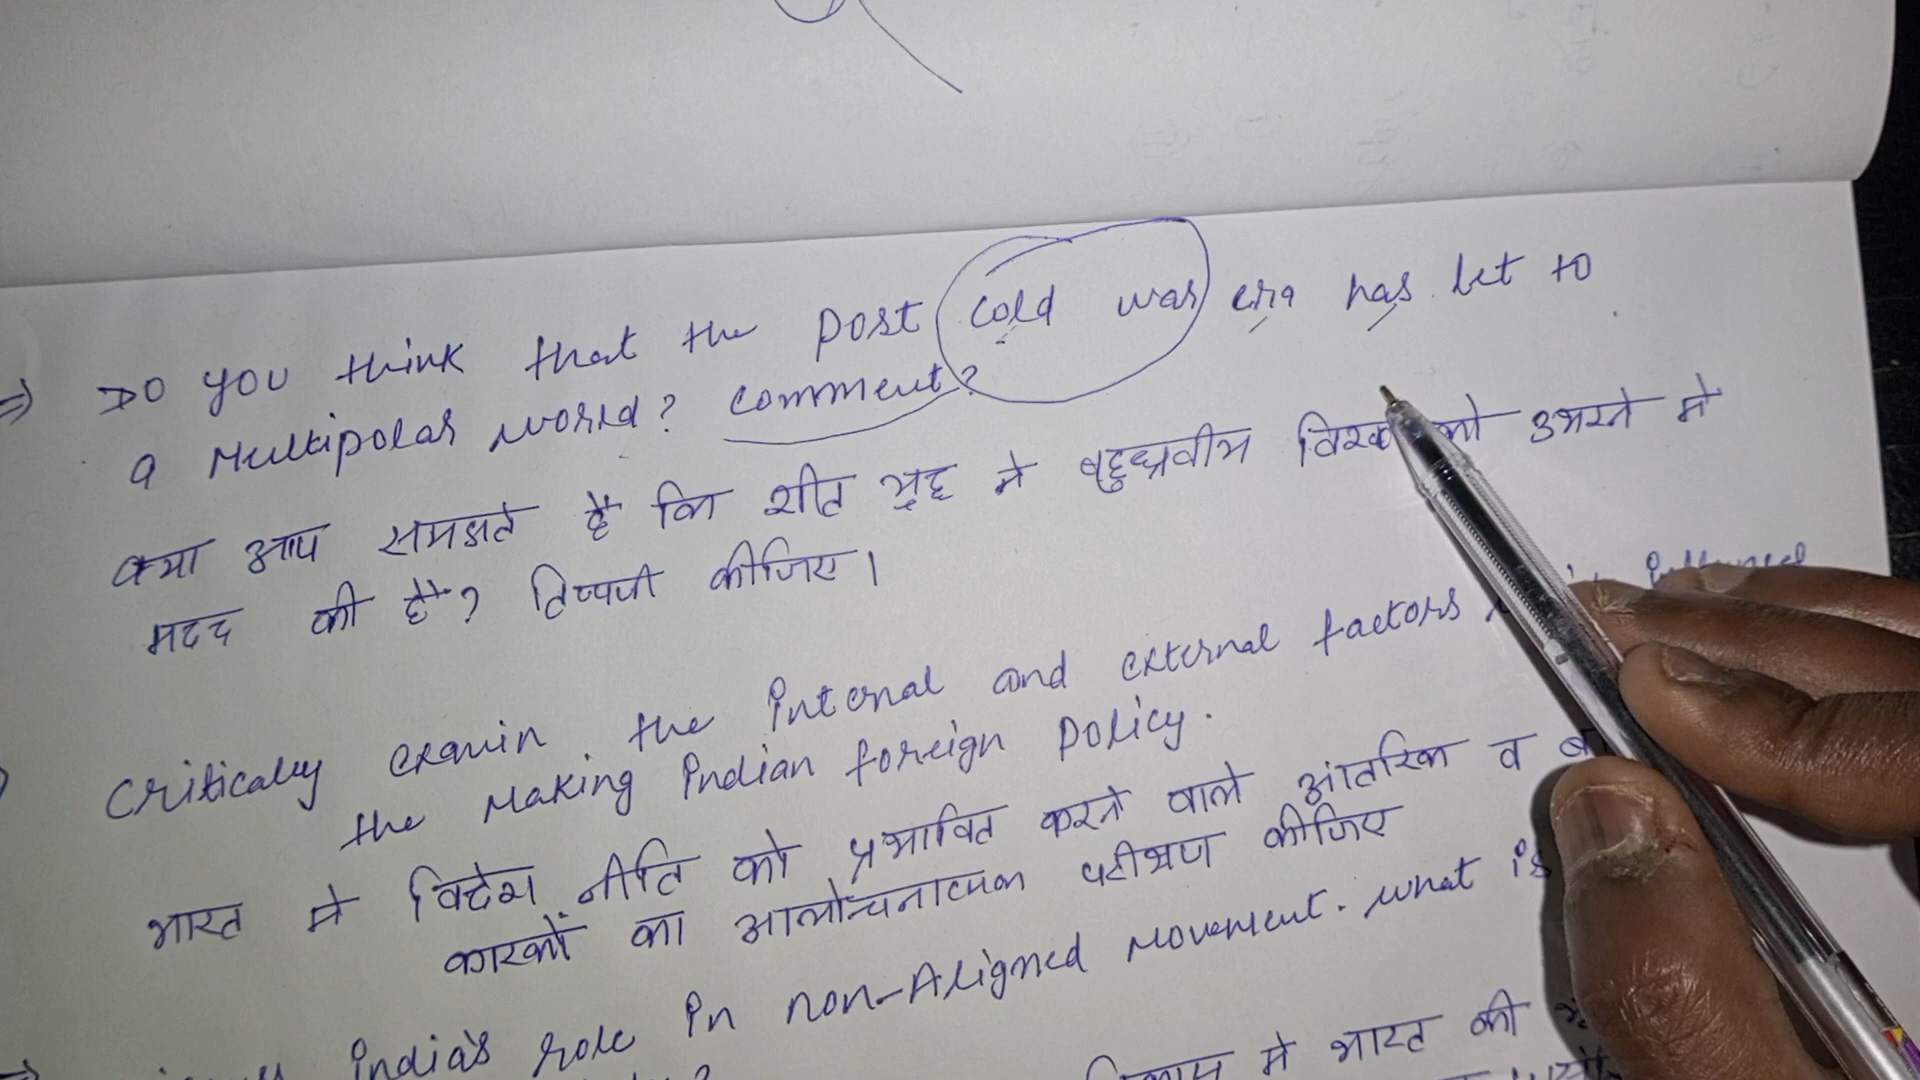 ⇒ Do you think that the Post cold war era has let to
a Multipolar world? comment?
क्या आप समझते है कि शीत युद्ध मे बहुध्रवीय विश्व को उभरने मे
मदद की है? टिप्पणी कीजिए।
Critically examin. the internal and external factors
the Making indian foreign Policy.
भारत मे विदेश नीति को प्रभावित करने वाले आंतरिक व
कारकों का आलोचनात्मक परीक्षण कीजिए
⇒ india's role in non-Aligned Movement. what is
मे भारत की